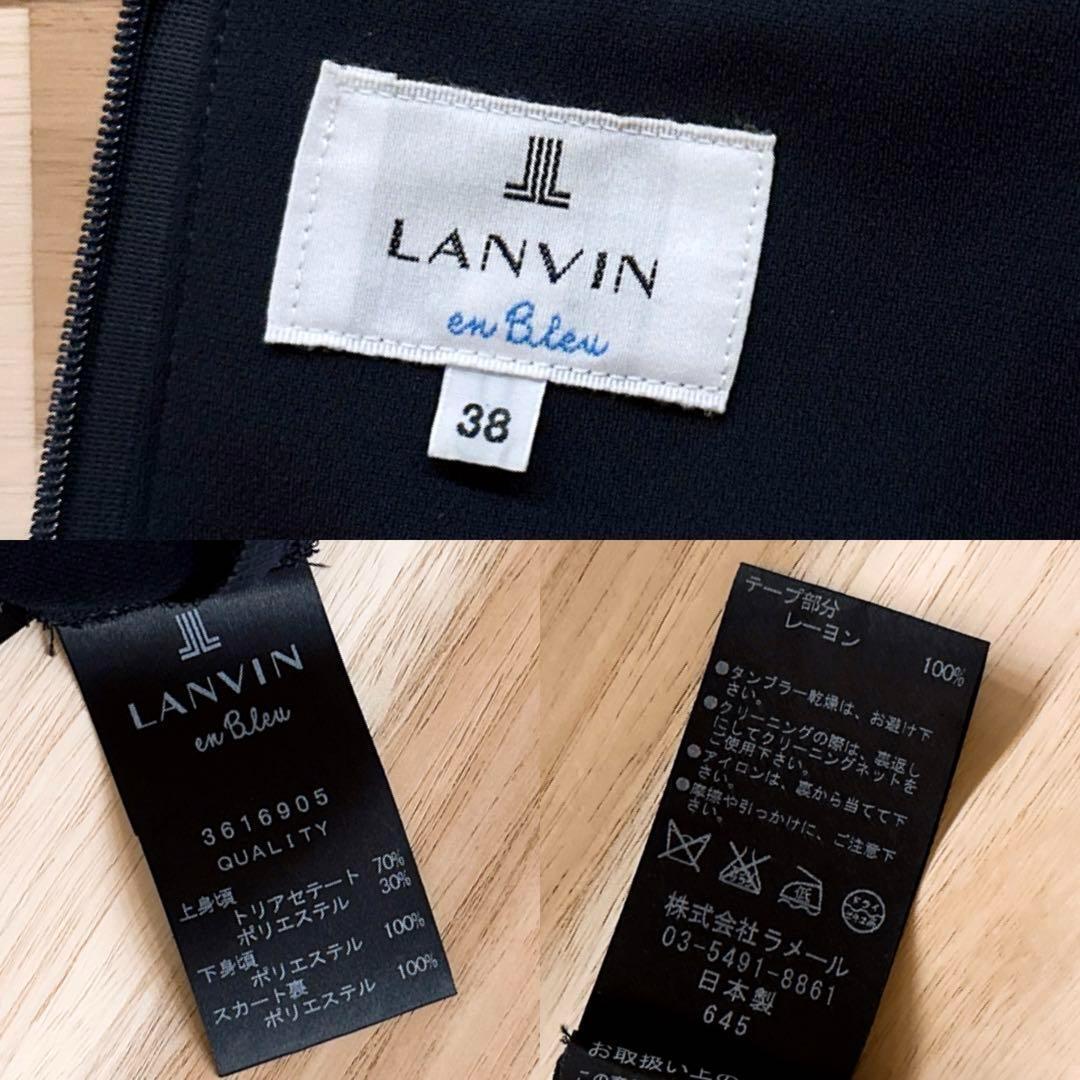 LANVIN
en Bleu
38
LANVIN
en Bleu
3616905
QUALITY
上身頃
トリアセテート 70%
ポリエステル 30%
下身頃
ポリエステル 100%
スカート裏
ポリエステル 100%
テープ部分
レーヨン 100%
●タンブラー乾燥は、お避け下
さい。
●クリーニングの際は、裏返し
にしてクリーニングネットを
ご使用下さい。
●アイロンは、裏から当てて下
さい。
●摩擦や引っかけに、ご注意下
さい。
低
ドライ
株式会社ラメール
03-5491-8861
日本製
645
お取扱い上の